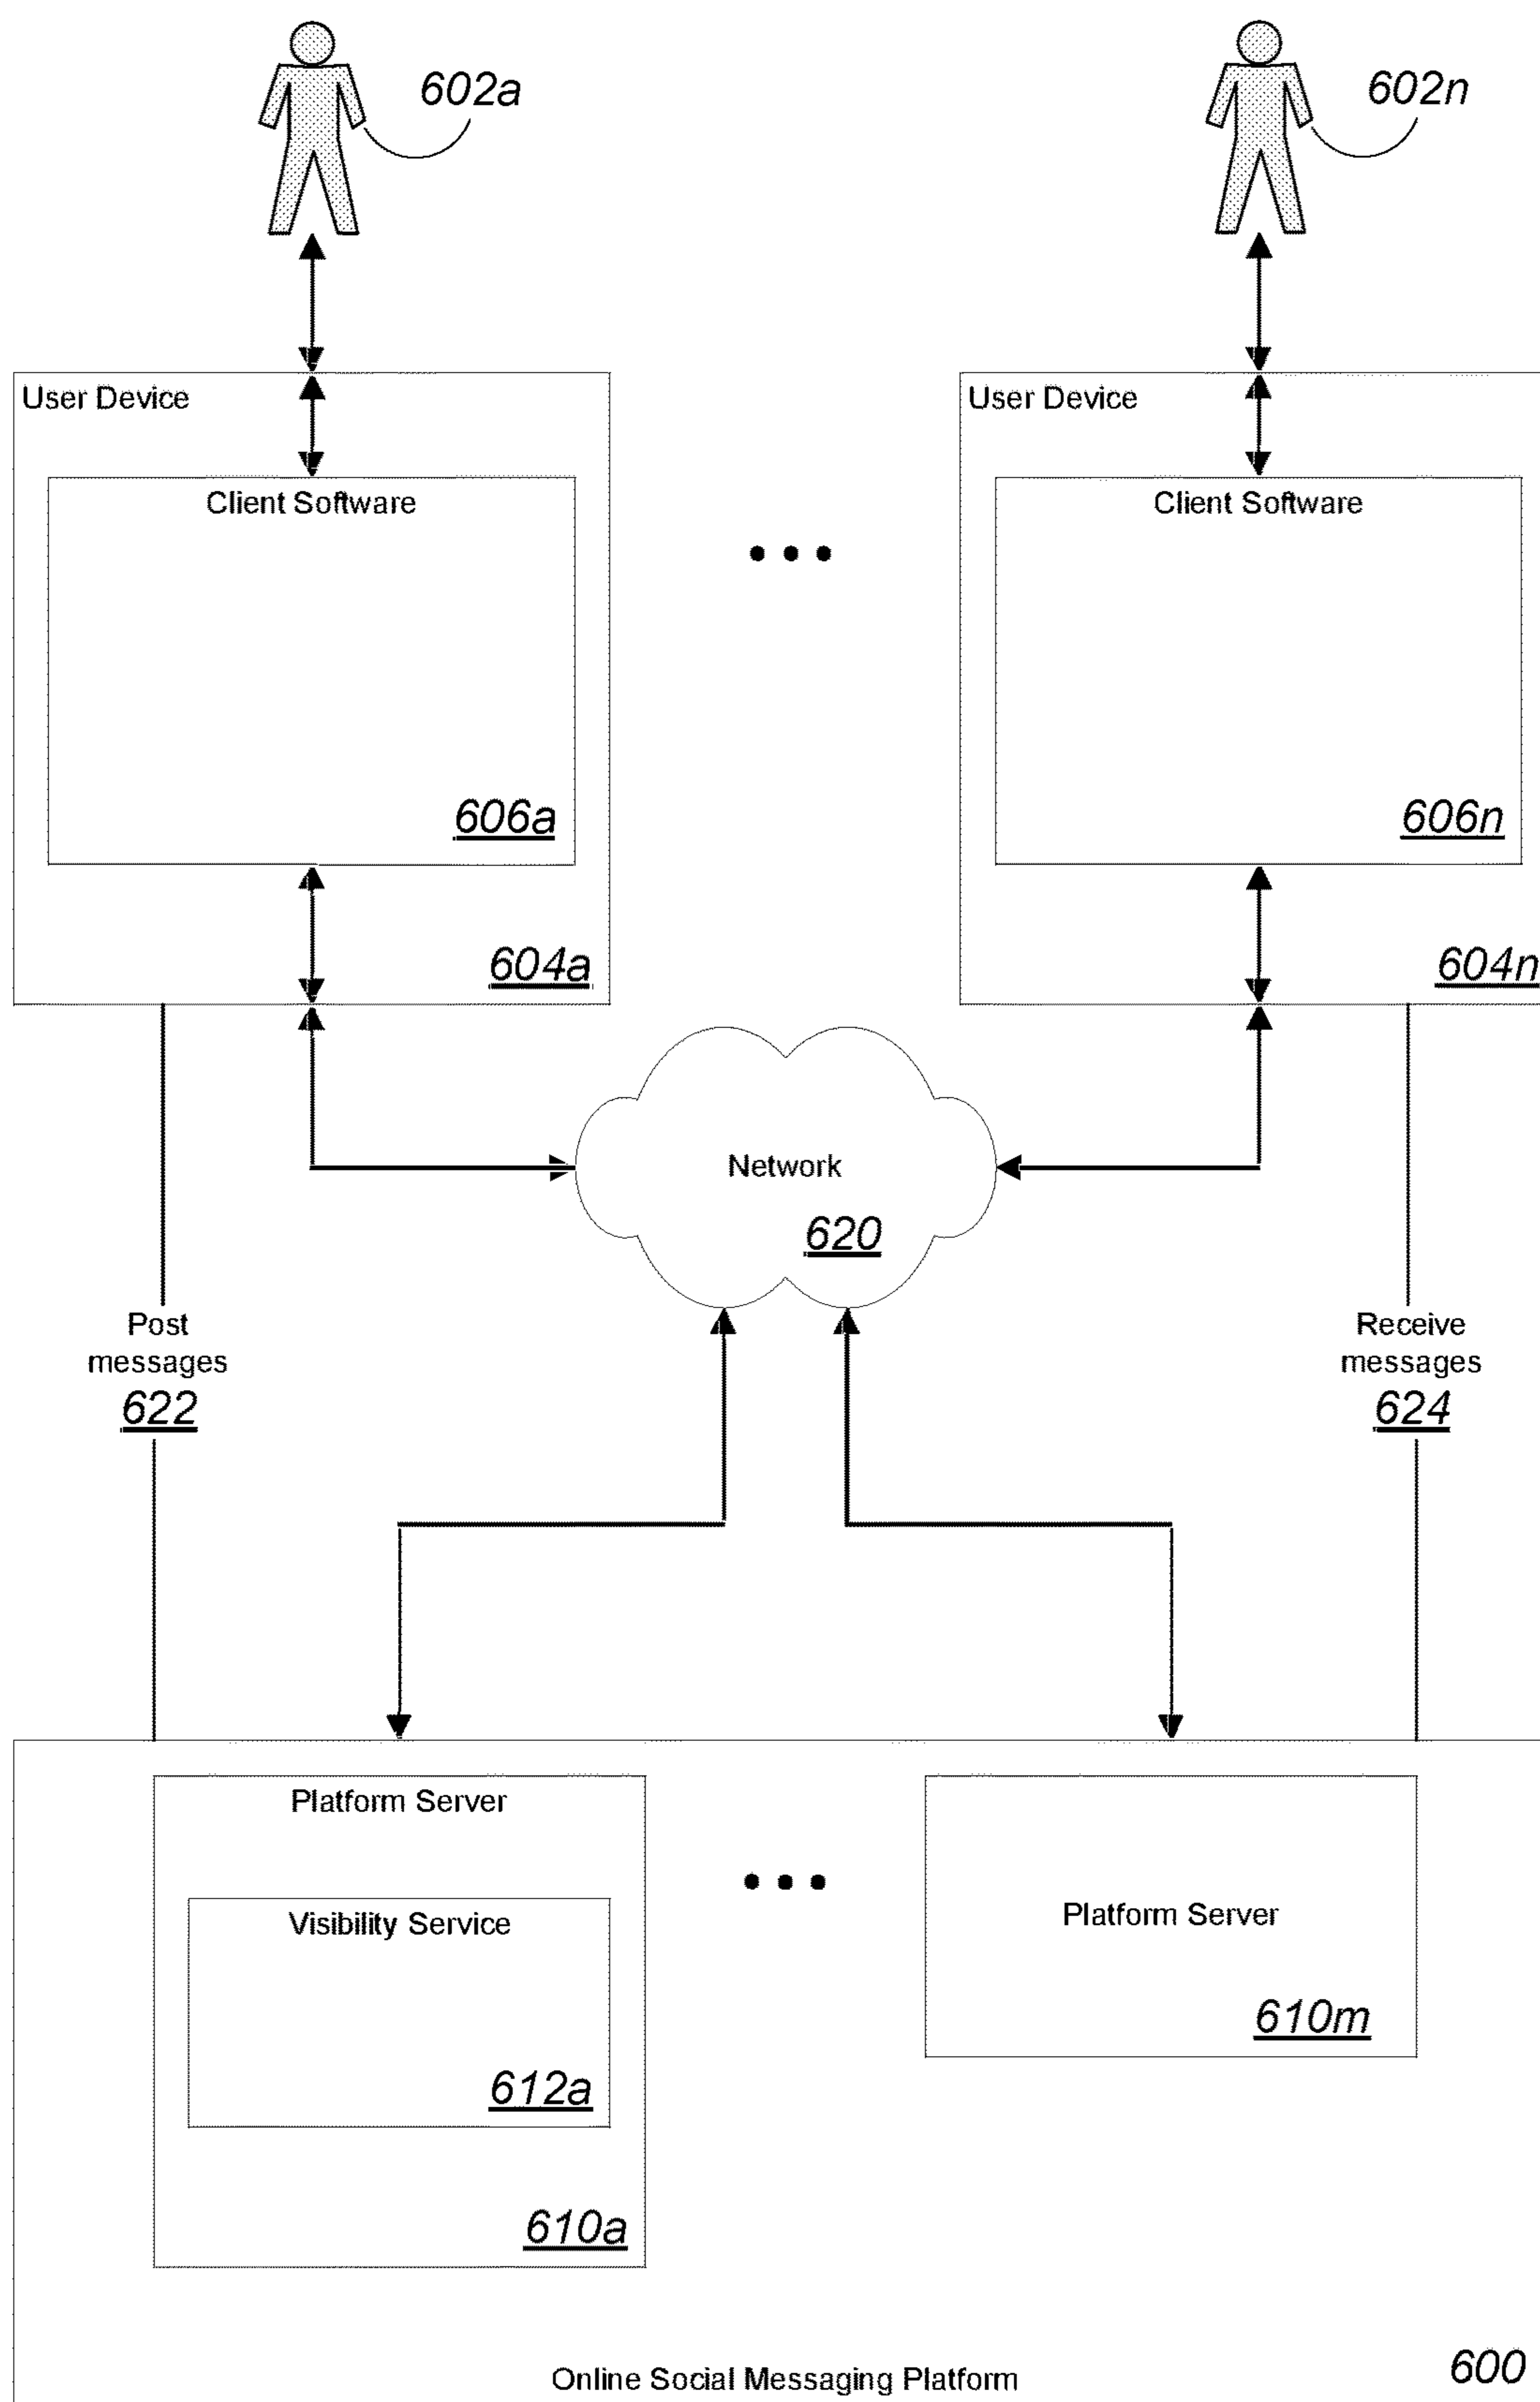 602a
602n
User Device
User Device
Client Software
Client Software
606a
606n
604a
604n
Network
620
Post
messages
622
Receive
messages
624
Platform Server
Visibility Service
Platform Server
610m
612a
610a
Online Social Messaging Platform
600